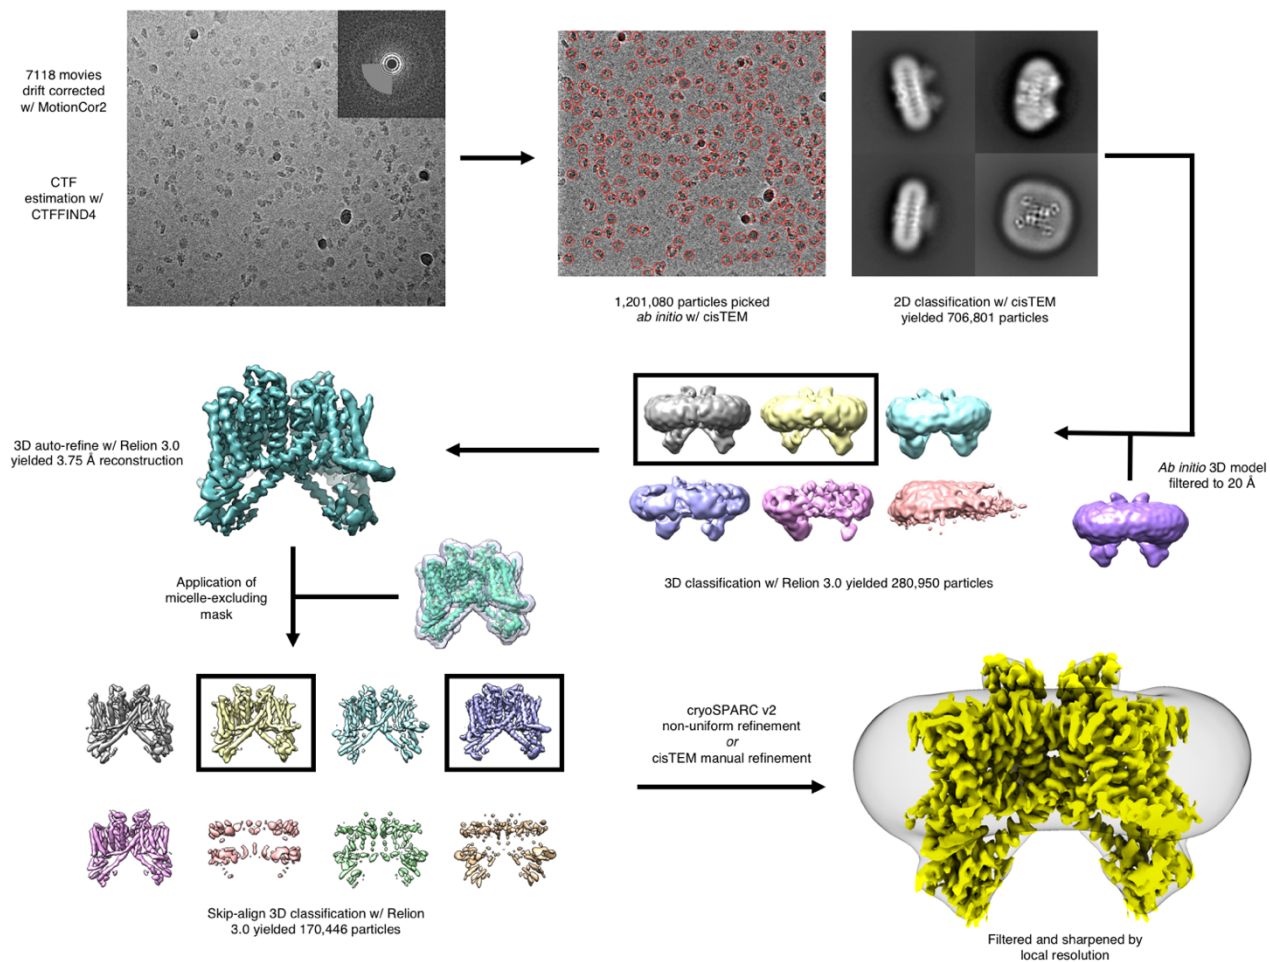 7118 movies
drift corrected
w/ MotionCor2
CTF
estimation w/
CTFFIND4
1,201,080 particles picked
ab initio w/ cisTEM
2D classification w/ cisTEM
yielded 706,801 particles
3D auto-refine w/ Relion 3.0
yielded 3.75 Å reconstruction
Ab initio 3D model
filtered to 20 Å
3D classification w/ Relion 3.0 yielded 280,950 particles
Application of
micelle-excluding
mask
cryoSPARC v2
non-uniform refinement
or
cisTEM manual refinement
Skip-align 3D classification w/ Relion
3.0 yielded 170,446 particles
Filtered and sharpened by
local resolution